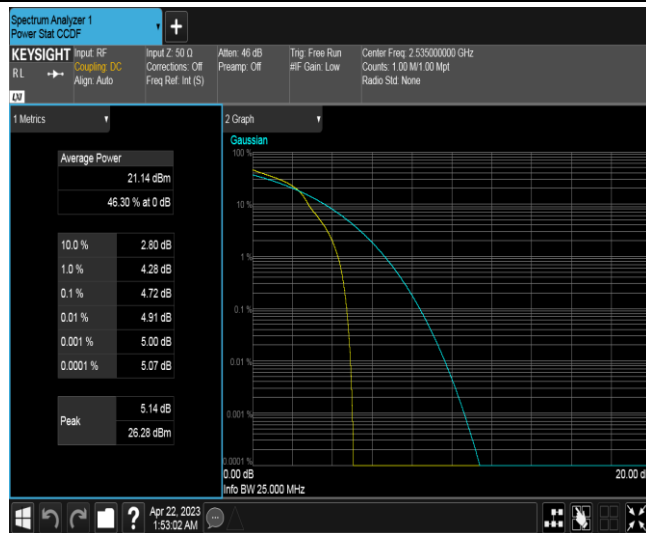 Spectrum Analyzer 1
Power Stat CCDF
+
KEYSIGHT
RL
Input: RF
Coupling: DC
Align: Auto
Input Z: 50 Ω
Corrections: Off
Freq Ref: Int (S)
Atten: 46 dB
Preamp: Off
Trig: Free Run
#IF Gain: Low
Center Freq: 2.535000000 GHz
Counts: 1.00 M/1.00 Mpt
Radio Std: None
1 Metrics
Average Power
21.14 dBm
46.30 % at 0 dB
10.0 % 2.80 dB
1.0 % 4.28 dB
0.1 % 4.72 dB
0.01 % 4.91 dB
0.001 % 5.00 dB
0.0001 % 5.07 dB
Peak
5.14 dB
26.28 dBm
2 Graph
Gaussian
100 %
10 %
1 %
0.1 %
0.01 %
0.001 %
0.0001 %
0.00 dB
20.00 d
Info BW 25.000 MHz
?
Apr 22, 2023
1:53:02 AM